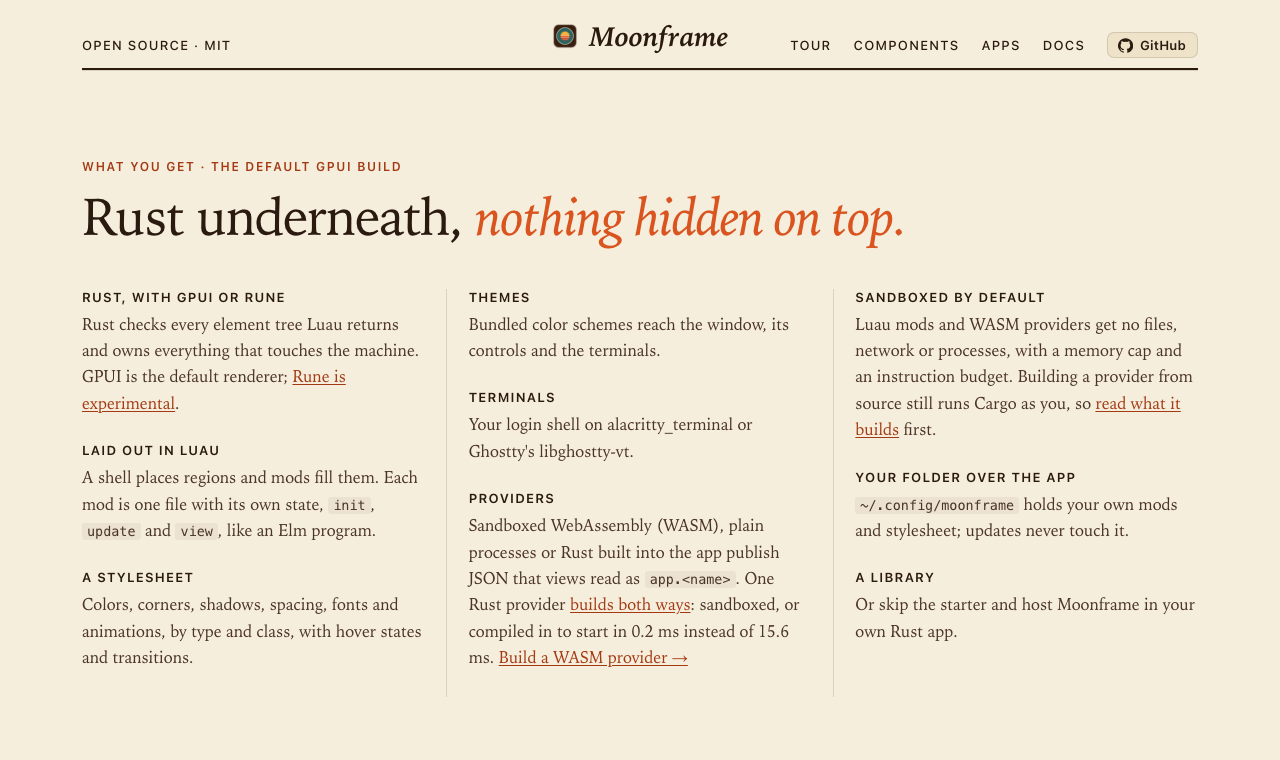 OPEN SOURCE · MIT
Moonframe
TOUR
COMPONENTS
APPS
DOCS
GitHub
WHAT YOU GET · THE DEFAULT GPUI BUILD
Rust underneath, nothing hidden on top.
RUST, WITH GPUI OR RUNE
Rust checks every element tree Luau returns
and owns everything that touches the machine.
GPUI is the default renderer; Rune is
experimental.
LAID OUT IN LUAU
A shell places regions and mods fill them. Each
mod is one file with its own state, init,
update and view, like an Elm program.
A STYLESHEET
Colors, corners, shadows, spacing, fonts and
animations, by type and class, with hover states
and transitions.
THEMES
Bundled color schemes reach the window, its
controls and the terminals.
TERMINALS
Your login shell on alacritty_terminal or
Ghostty's libghostty-vt.
PROVIDERS
Sandboxed WebAssembly (WASM), plain
processes or Rust built into the app publish
JSON that views read as app.<name>. One
Rust provider builds both ways: sandboxed, or
compiled in to start in 0.2 ms instead of 15.6
ms. Build a WASM provider →
SANDBOXED BY DEFAULT
Luau mods and WASM providers get no files,
network or processes, with a memory cap and
an instruction budget. Building a provider from
source still runs Cargo as you, so read what it
builds first.
YOUR FOLDER OVER THE APP
~/.config/moonframe holds your own mods
and stylesheet; updates never touch it.
A LIBRARY
Or skip the starter and host Moonframe in your
own Rust app.